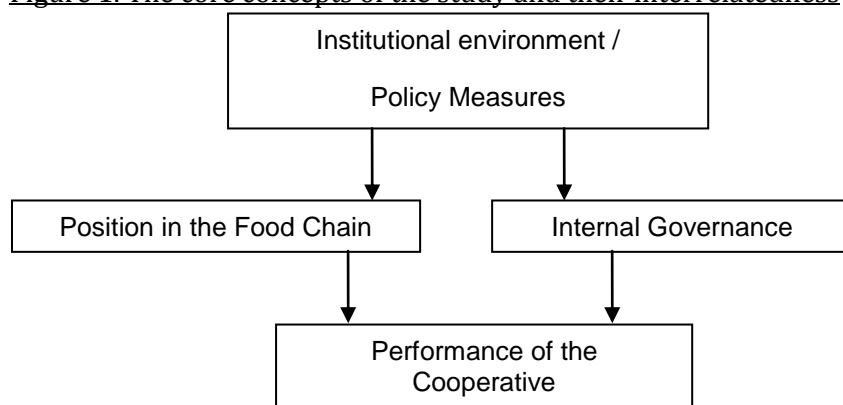 Figure 1. The core concepts of the study and their interrelatedness
Institutional environment /
Policy Measures
Position in the Food Chain
Internal Governance
Performance of the
Cooperative